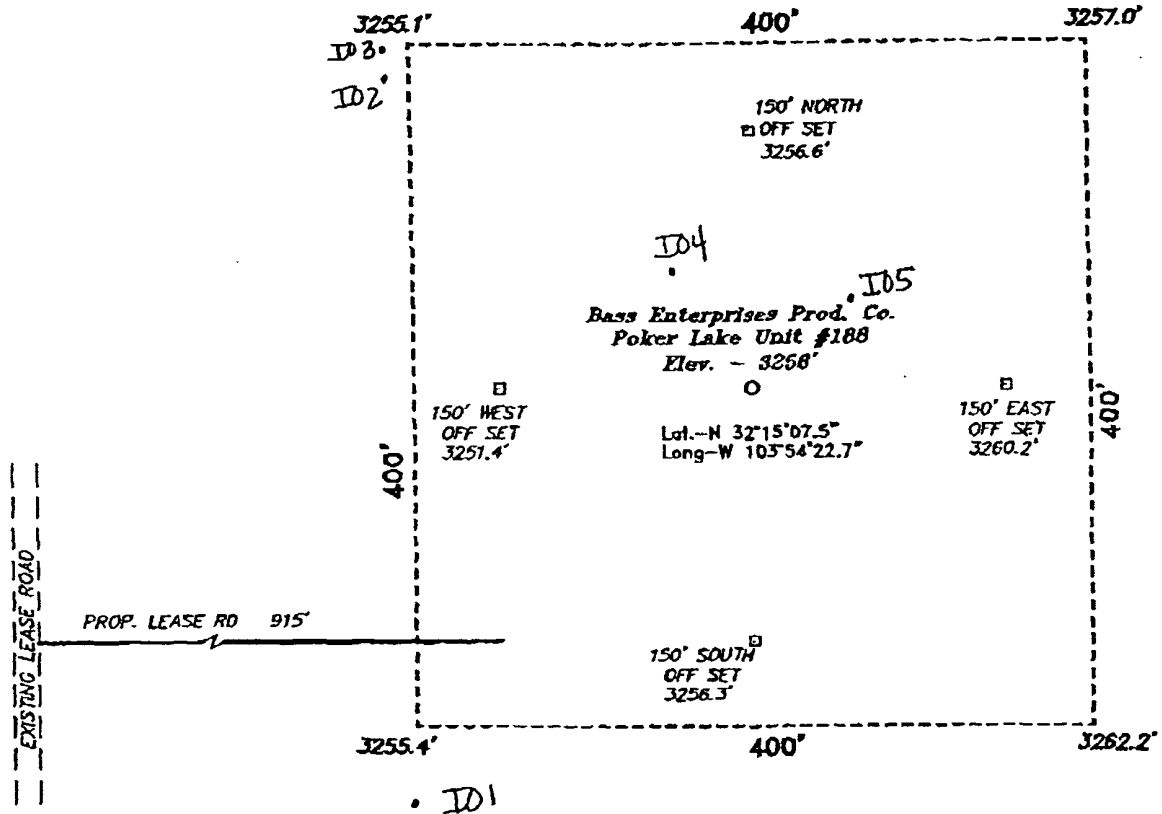 3255.1'
400'
3257.0'
ID3
ID2
150' NORTH
OFF SET
3256.6'
ID4
ID5
Bass Enterprises Prod. Co.
Poker Lake Unit #188
Elev. - 3258'
150' WEST
OFF SET
3251.4'
Lat.-N 32°15'07.5"
Long-W 103°54'22.7"
150' EAST
OFF SET
3260.2'
400'
400'
EXISTING LEASE ROAD
PROP. LEASE RD 915'
150' SOUTH
OFF SET
3256.3'
3255.4'
400'
3262.2'
ID1